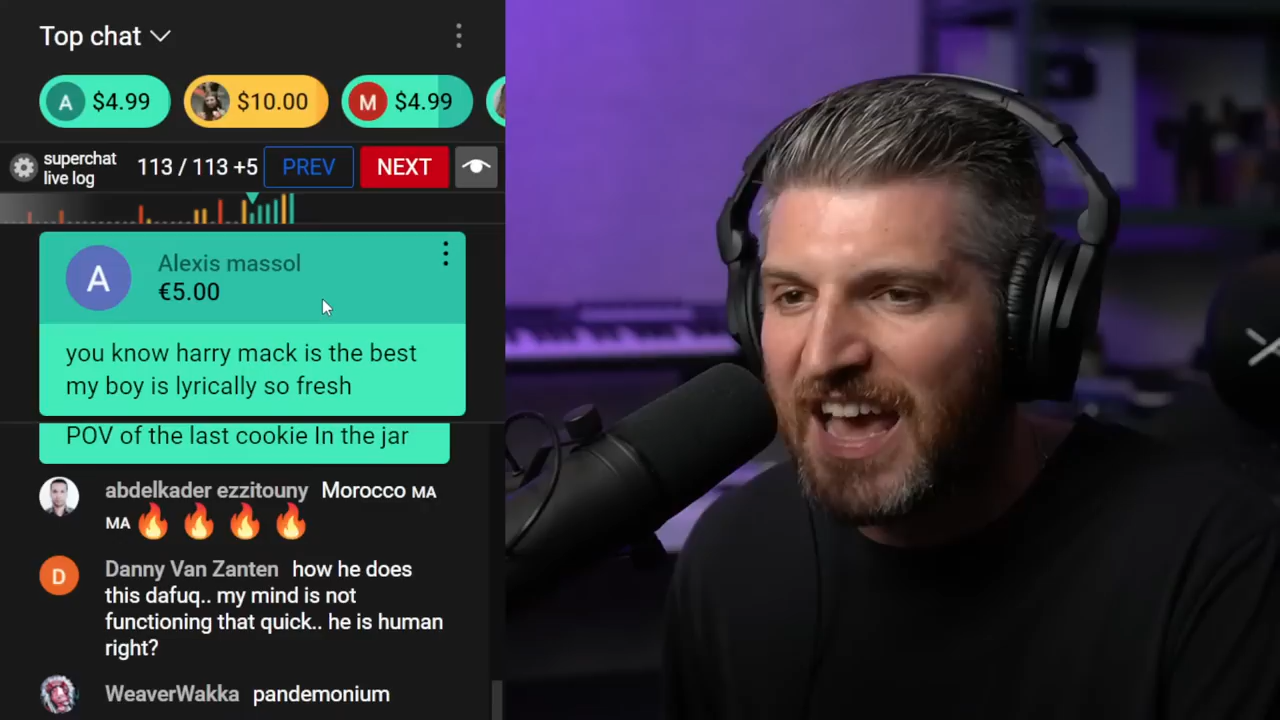 Top chat
A $4.99 $10.00 M $4.99
superchat
live log
113 / 113 +5 PREV NEXT
A
Alexis massol
€5.00
you know harry mack is the best
my boy is lyrically so fresh
POV of the last cookie In the jar
abdelkader ezzitouny Morocco MA
MA 🔥 🔥 🔥 🔥
D
Danny Van Zanten how he does
this dafuq.. my mind is not
functioning that quick.. he is human
right?
WeaverWakka pandemonium